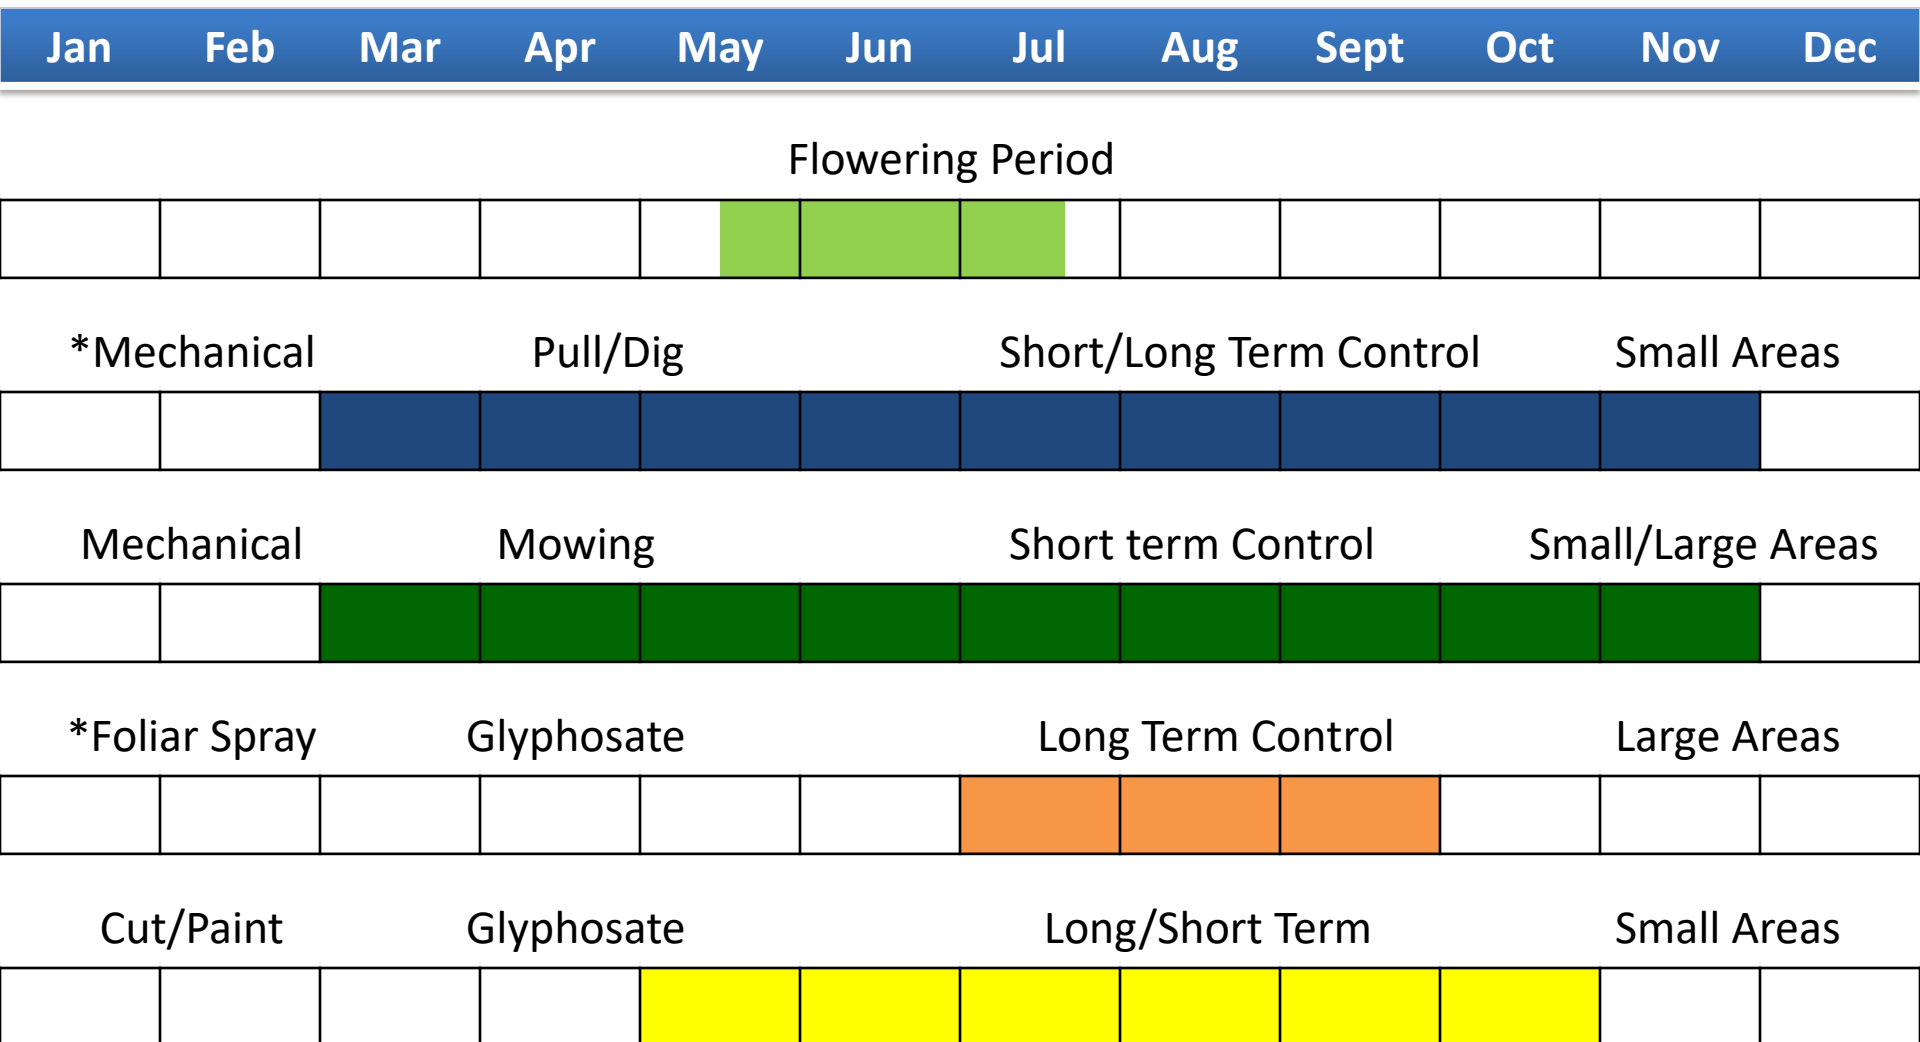 Jan Feb Mar Apr May Jun Jul Aug Sept Oct Nov Dec
Flowering Period
*Mechanical Pull/Dig Short/Long Term Control Small Areas
Mechanical Mowing Short term Control Small/Large Areas
*Foliar Spray Glyphosate Long Term Control Large Areas
Cut/Paint Glyphosate Long/Short Term Small Areas